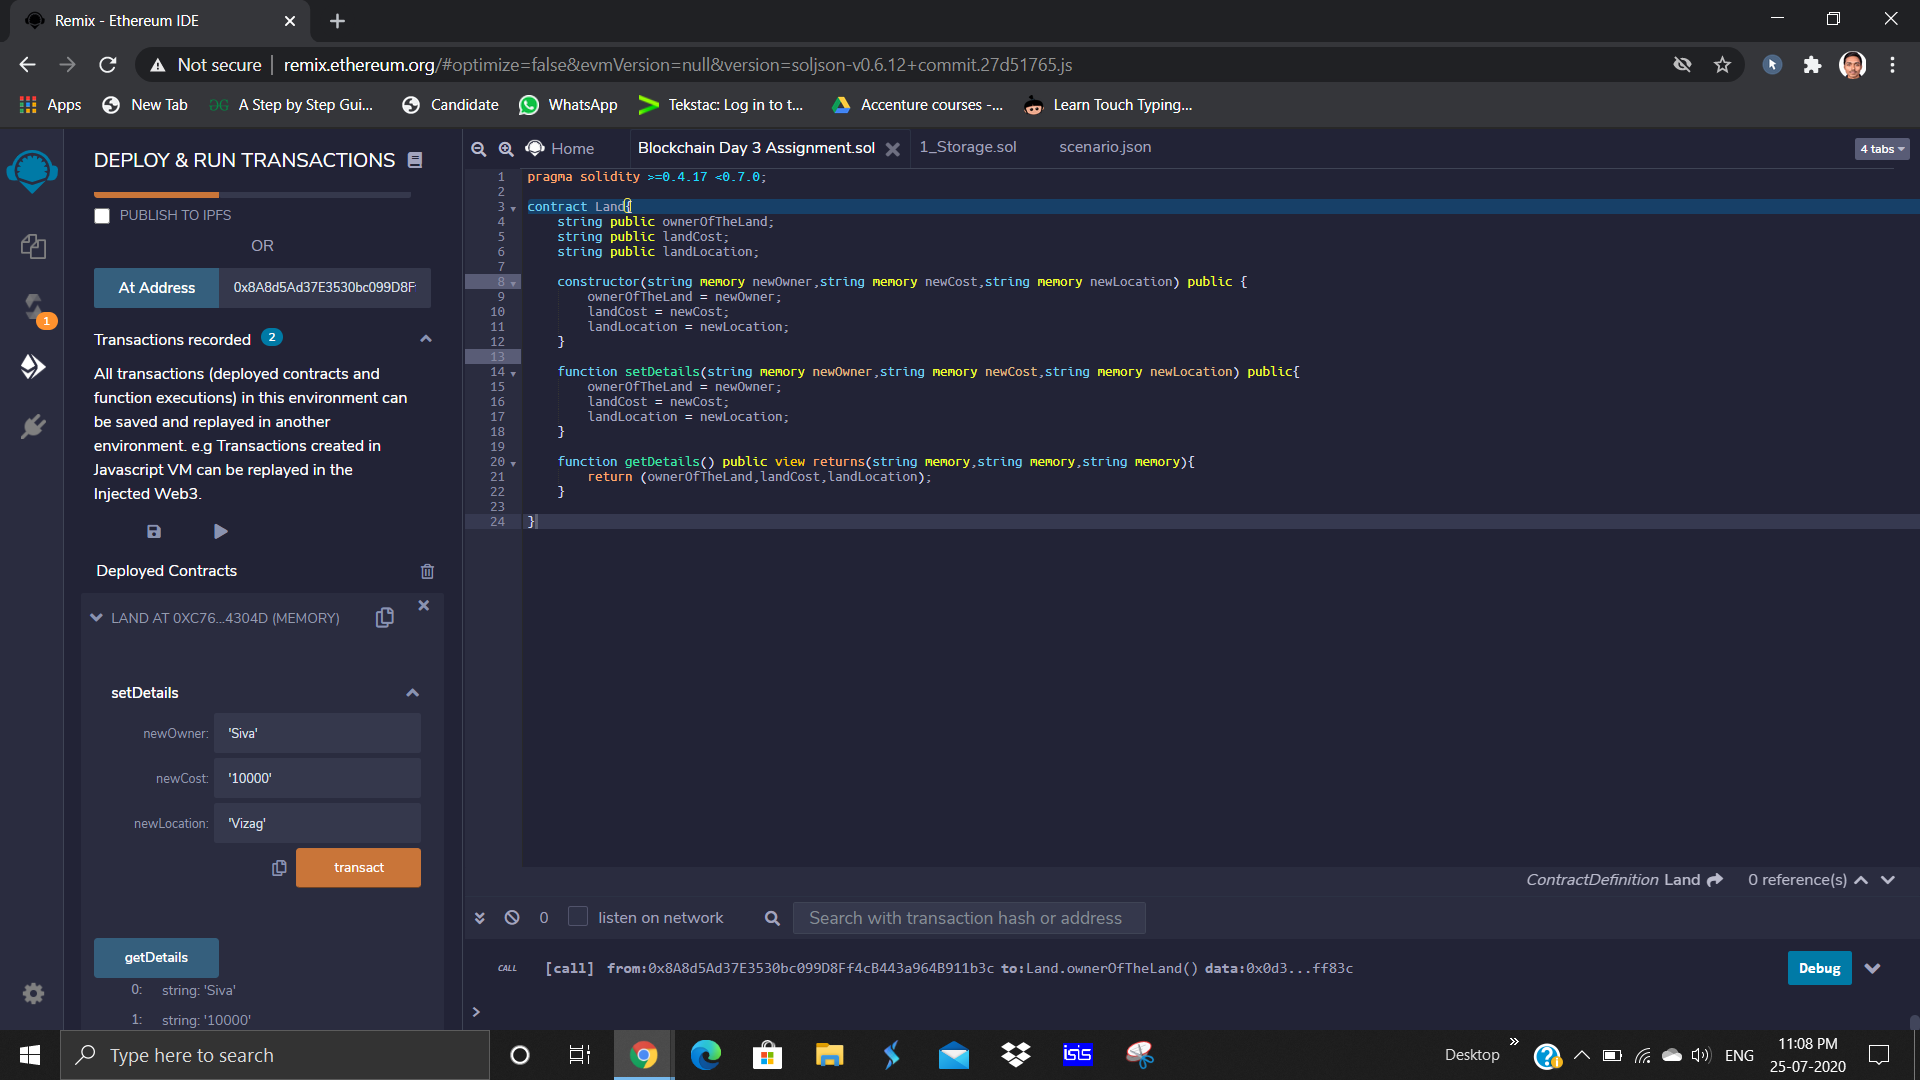 Remix - Ethereum IDE
Not secure | remix.ethereum.org/#optimize=false&evmVersion=null&version=soljson-v0.6.12+commit.27d51765.js
Apps New Tab A Step by Step Gui... Candidate WhatsApp Tekstac: Log in to t... Accenture courses -... Learn Touch Typing...
DEPLOY & RUN TRANSACTIONS
PUBLISH TO IPFS
OR
At Address 0x8A8d5Ad37E3530bc099D8F
Transactions recorded 2
All transactions (deployed contracts and
function executions) in this environment can
be saved and replayed in another
environment. e.g Transactions created in
Javascript VM can be replayed in the
Injected Web3.
Deployed Contracts
LAND AT 0XC76...4304D (MEMORY)
setDetails
newOwner: 'Siva'
newCost: '10000'
newLocation: 'Vizag'
transact
getDetails
0: string: 'Siva'
1: string: '10000'
1
Home Blockchain Day 3 Assignment.sol 1_Storage.sol scenario.json 4 tabs
1 pragma solidity >=0.4.17 <0.7.0;
2
3 contract Land{
4 string public ownerOfTheLand;
5 string public landCost;
6 string public landLocation;
7
8 constructor(string memory newOwner,string memory newCost,string memory newLocation) public {
9 ownerOfTheLand = newOwner;
10 landCost = newCost;
11 landLocation = newLocation;
12 }
13
14 function setDetails(string memory newOwner,string memory newCost,string memory newLocation) public{
15 ownerOfTheLand = newOwner;
16 landCost = newCost;
17 landLocation = newLocation;
18 }
19
20 function getDetails() public view returns(string memory,string memory,string memory){
21 return (ownerOfTheLand,landCost,landLocation);
22 }
23
24 }
ContractDefinition Land 0 reference(s)
0 listen on network Search with transaction hash or address
CALL [call] from:0x8A8d5Ad37E3530bc099D8Ff4cB443a964B911b3c to:Land.ownerOfTheLand() data:0x0d3...ff83c Debug
>
Type here to search
isis
Desktop » ENG 11:08 PM
25-07-2020